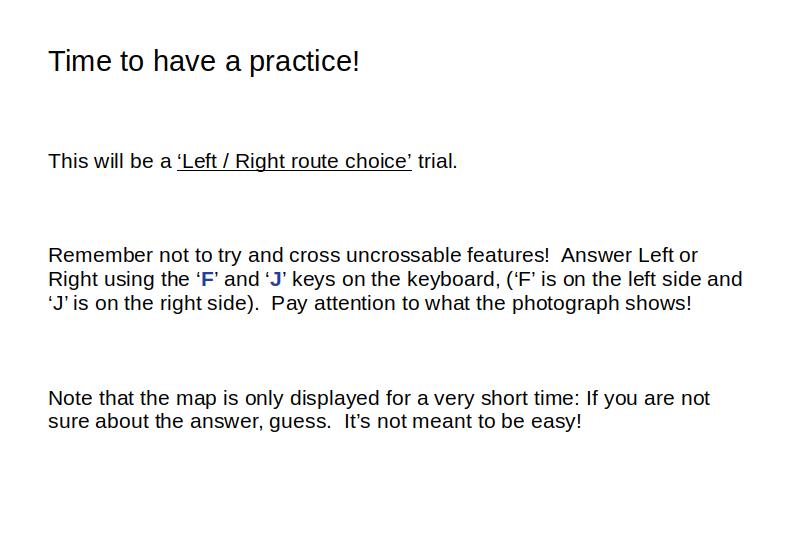 Time to have a practice!
This will be a ‘Left / Right route choice’ trial.
Remember not to try and cross uncrossable features!  Answer Left or
Right using the ‘F’ and ‘J’ keys on the keyboard, (‘F’ is on the left side and
‘J’ is on the right side).  Pay attention to what the photograph shows!
Note that the map is only displayed for a very short time: If you are not
sure about the answer, guess.  It’s not meant to be easy!